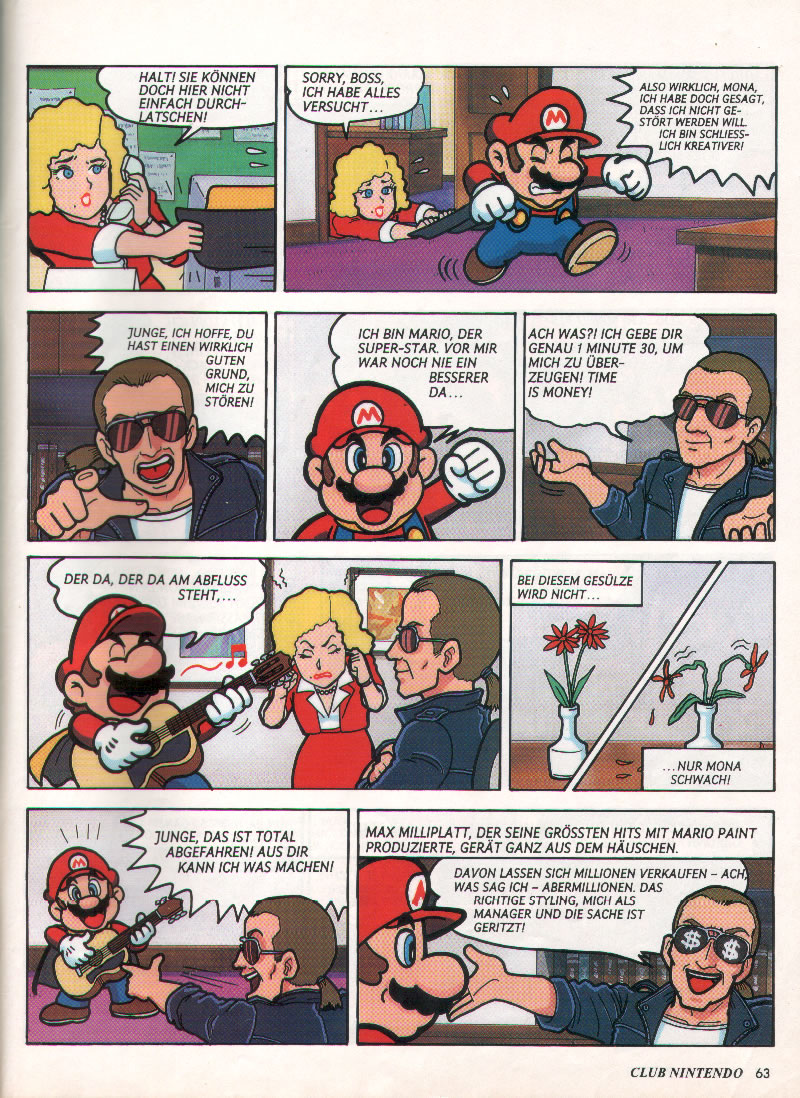 HALT! SIE KÖNNEN
DOCH HIER NICHT
EINFACH DURCH-
LATSCHEN!
SORRY, BOSS,
ICH HABE ALLES
VERSUCHT...
ALSO WIRKLICH, MONA,
ICH HABE DOCH GESAGT,
DASS ICH NICHT GE-
STÖRT WERDEN WILL.
ICH BIN SCHLIESS-
LICH KREATIVER!
M
JUNGE, ICH HOFFE, DU
HAST EINEN WIRKLICH
GUTEN
GRUND,
MICH ZU
STÖREN!
ICH BIN MARIO, DER
SUPER-STAR. VOR MIR
WAR NOCH NIE EIN
BESSERER
DA...
M
ACH WAS?! ICH GEBE DIR
GENAU 1 MINUTE 30, UM
MICH ZU ÜBER-
ZEUGEN! TIME
IS MONEY!
DER DA, DER DA AM ABFLUSS
STEHT,...
BEI DIESEM GESÜLZE
WIRD NICHT...
...NUR MONA
SCHWACH!
JUNGE, DAS IST TOTAL
ABGEFAHREN! AUS DIR
KANN ICH WAS MACHEN!
M
MAX MILLIPLATT, DER SEINE GRÖSSTEN HITS MIT MARIO PAINT
PRODUZIERTE, GERÄT GANZ AUS DEM HÄUSCHEN.
DAVON LASSEN SICH MILLIONEN VERKAUFEN – ACH,
WAS SAG ICH – ABERMILLIONEN. DAS
RICHTIGE STYLING, MICH ALS
MANAGER UND DIE SACHE IST
GERITZT!
M
$ $
CLUB NINTENDO 63